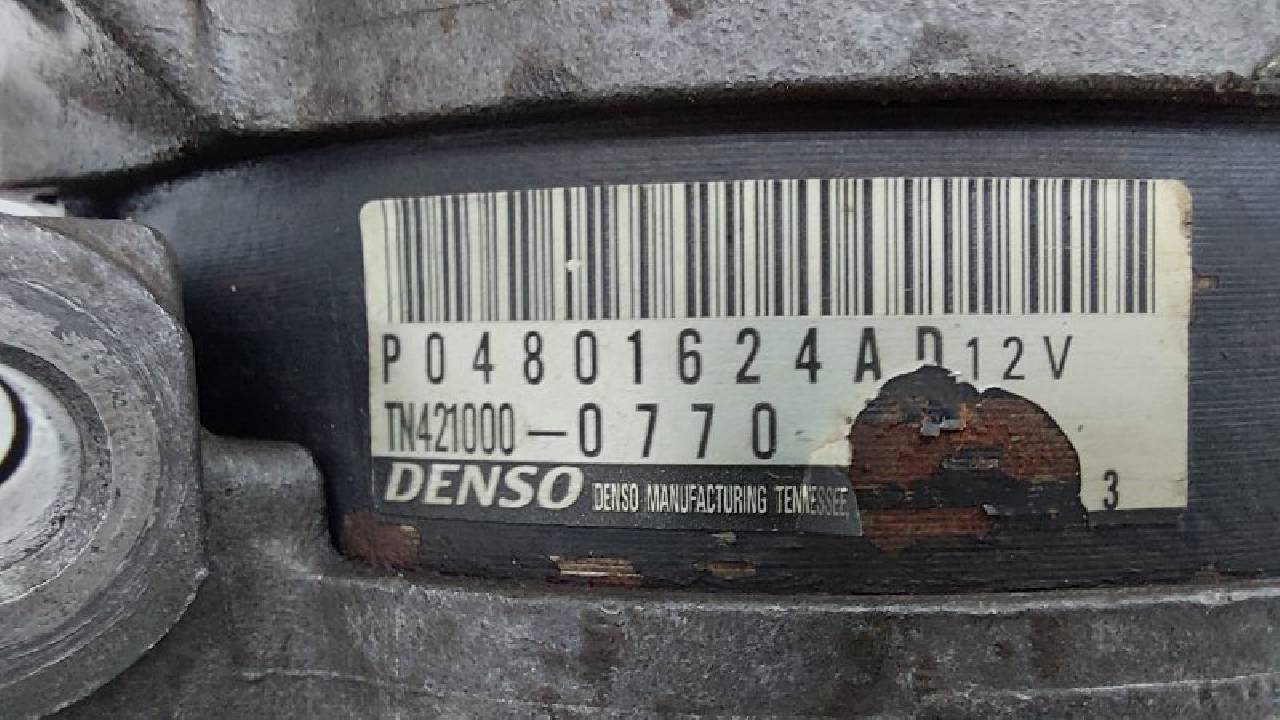 P04801624AD 12V
TN421000-0770
DENSO DENSO MANUFACTURING TENNESSEE,
3